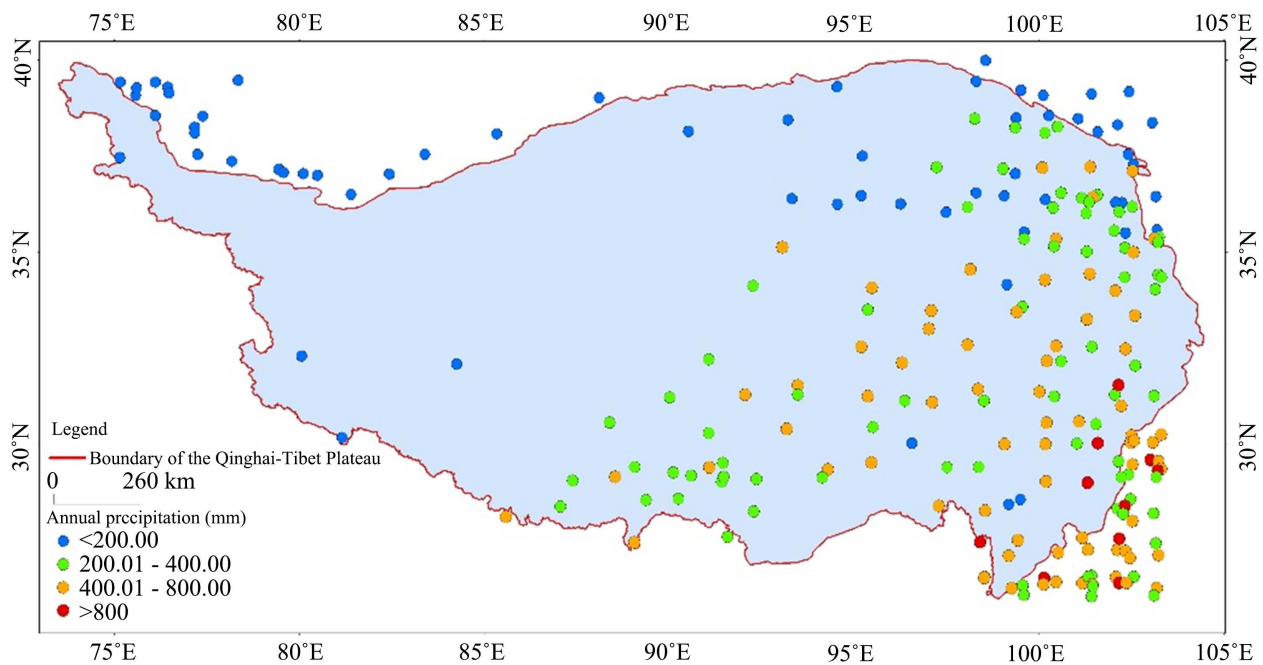 75°E 80°E 85°E 90°E 95°E 100°E 105°E
40°N 40°N
35°N 35°N
30°N 30°N
Legend
Boundary of the Qinghai-Tibet Plateau
0 260 km
Annual precipitation (mm)
<200.00
200.01 - 400.00
400.01 - 800.00
>800
75°E 80°E 85°E 90°E 95°E 100°E 105°E